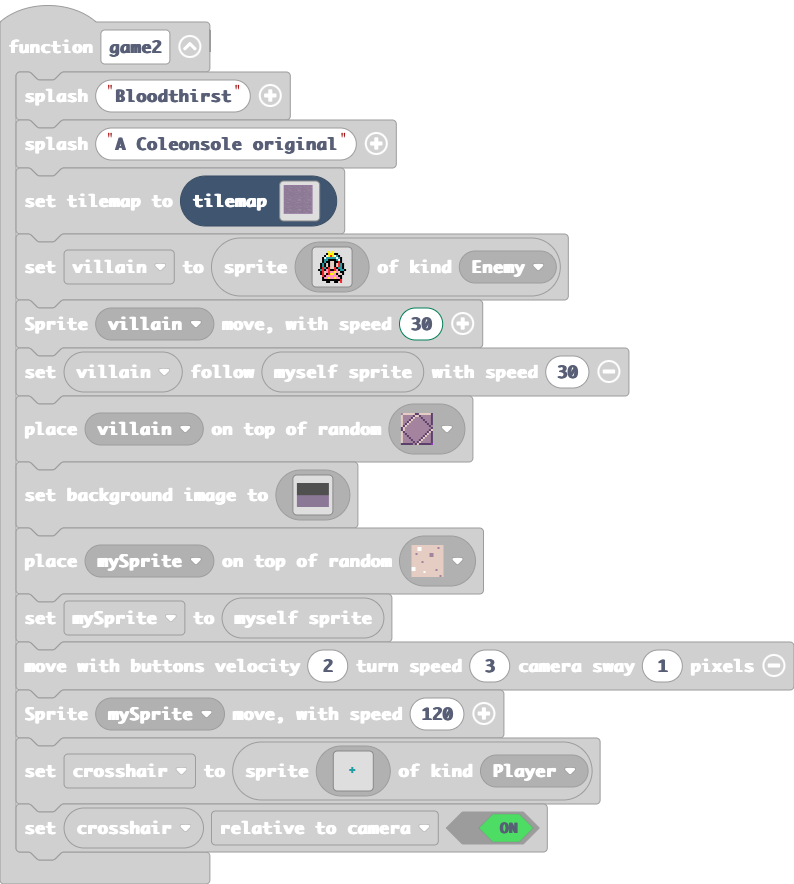 function game2
splash "Bloodthirst"
splash "A Coleonsole original"
set tilemap to tilemap
set villain to sprite of kind Enemy
Sprite villain move, with speed 30
set villain follow myself sprite with speed 30
place villain on top of random
set background image to
place mySprite on top of random
set mySprite to myself sprite
move with buttons velocity 2 turn speed 3 camera sway 1 pixels
Sprite mySprite move, with speed 120
set crosshair to sprite of kind Player
set crosshair relative to camera ON